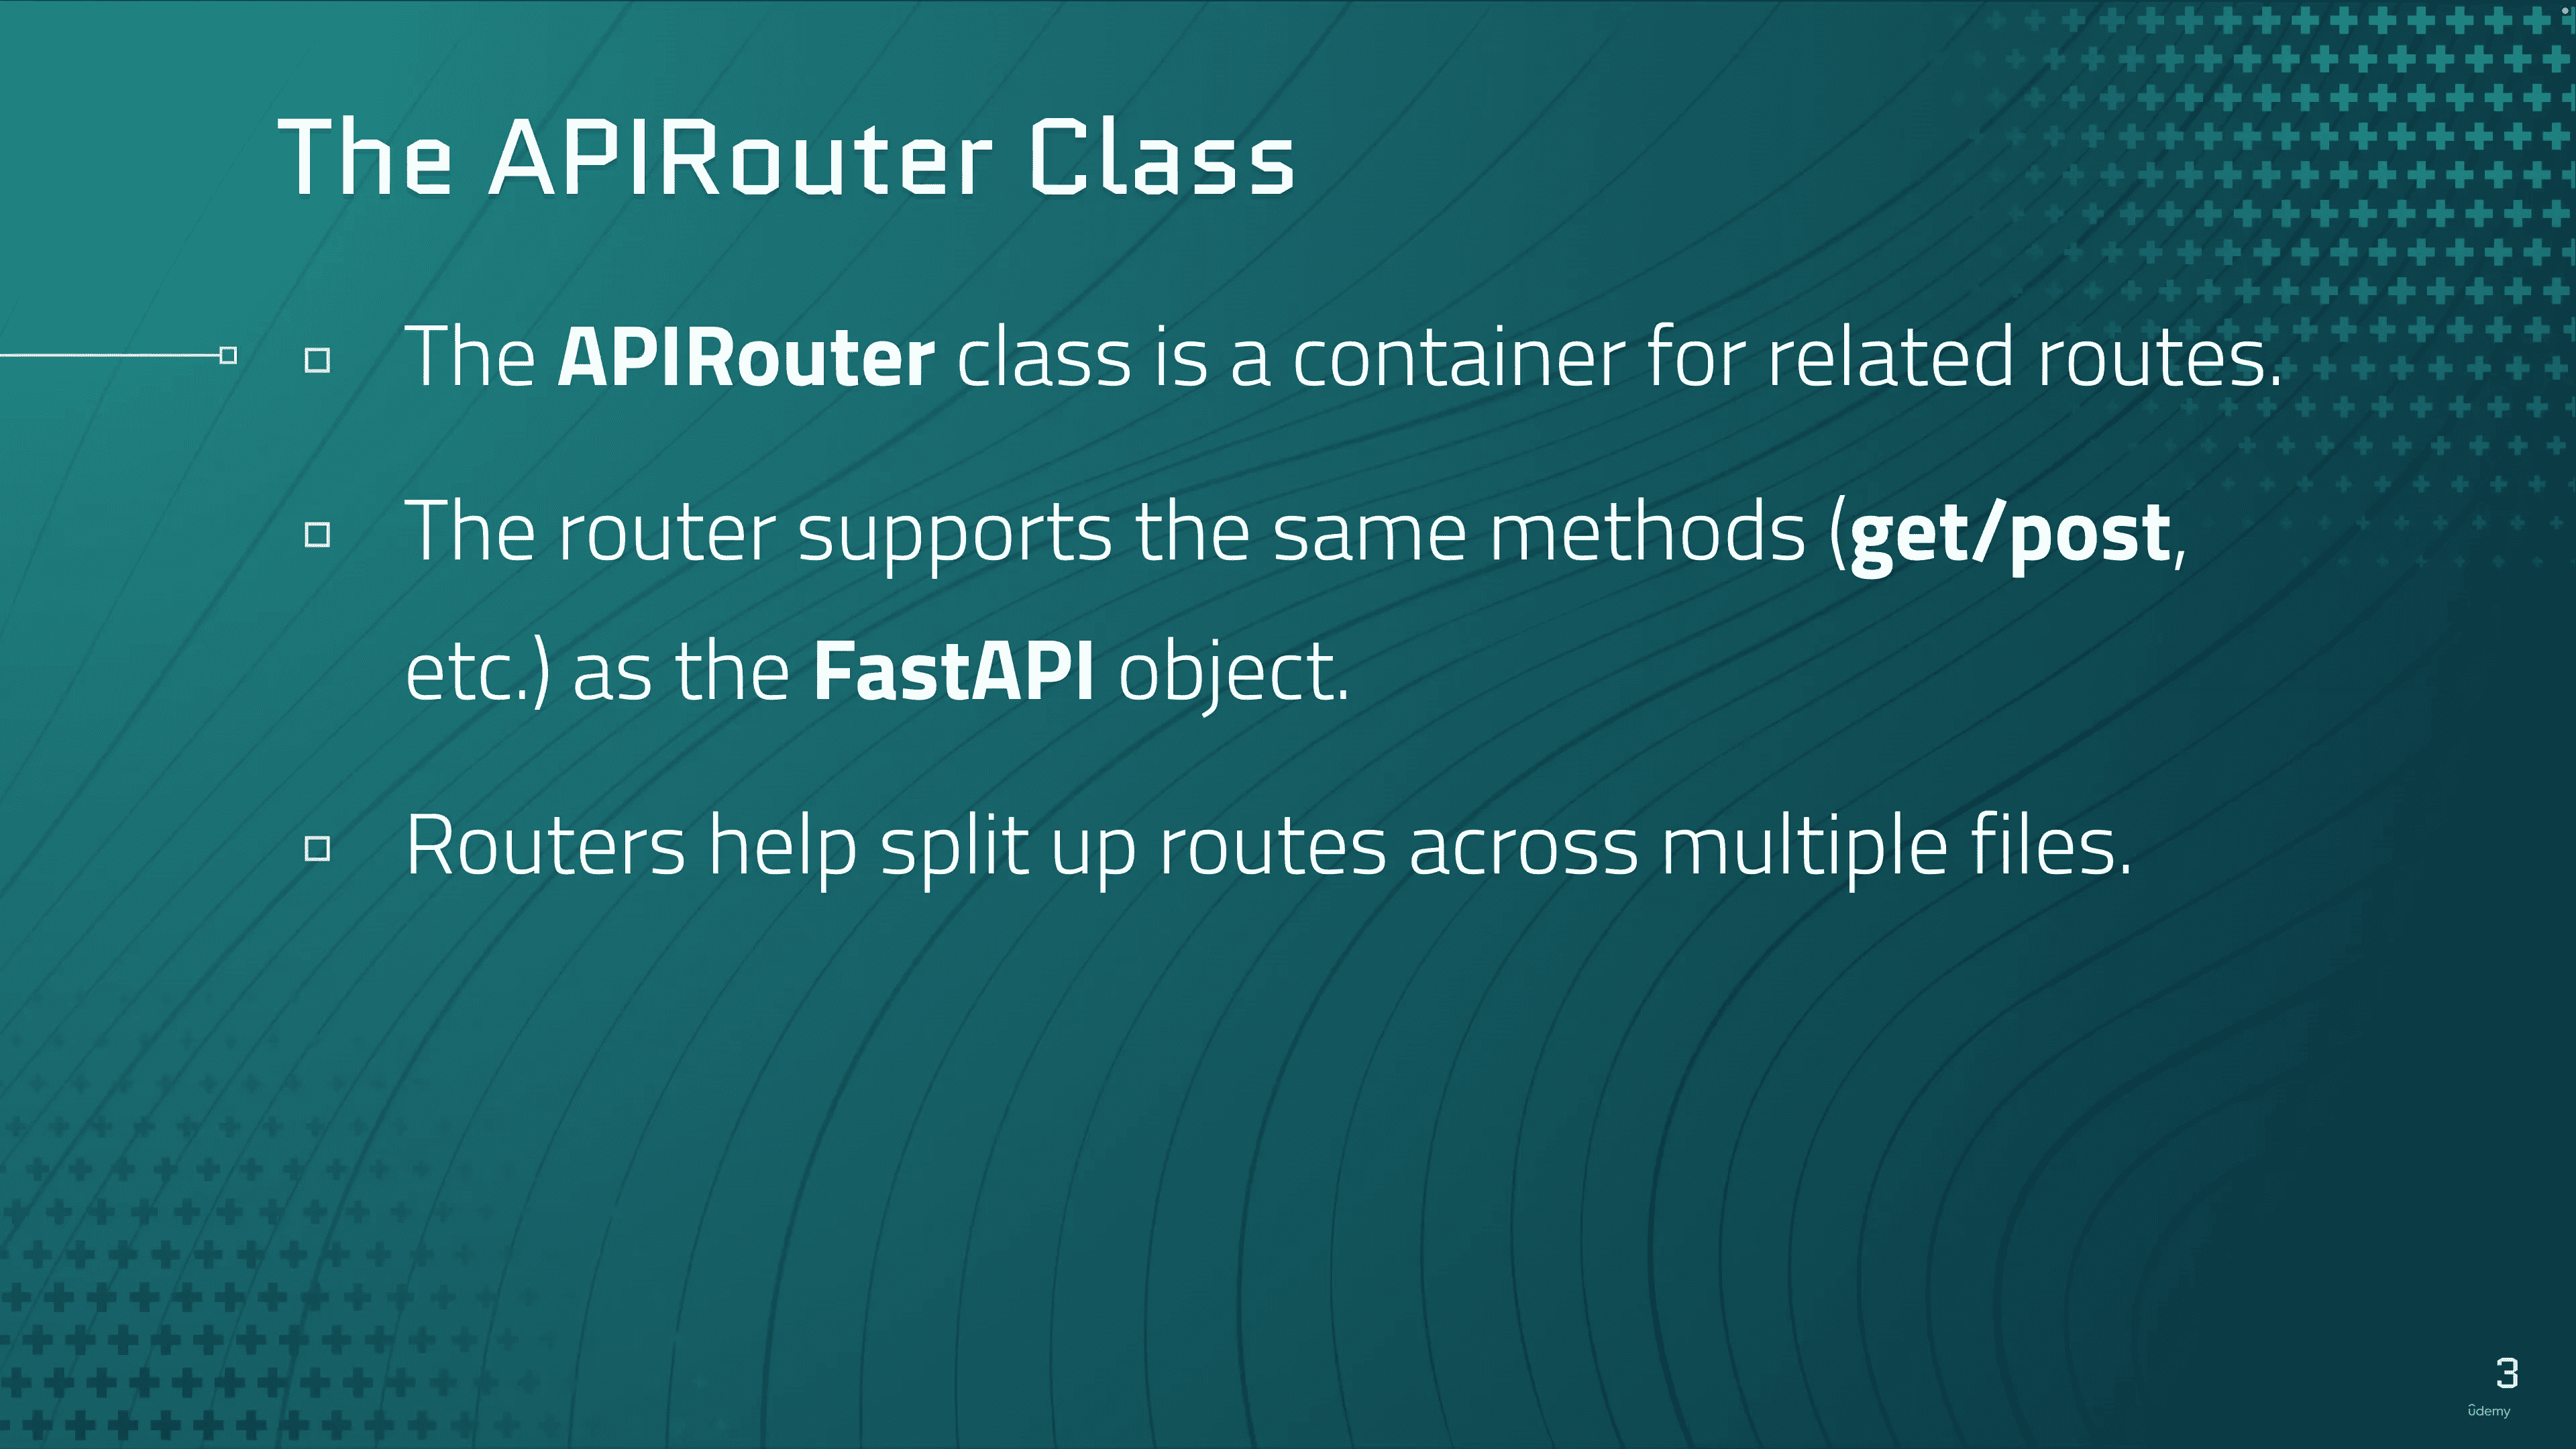 The APIRouter Class
The APIRouter class is a container for related routes.
The router supports the same methods (get/post,
etc.) as the FastAPI object.
Routers help split up routes across multiple files.
3
ûdemy